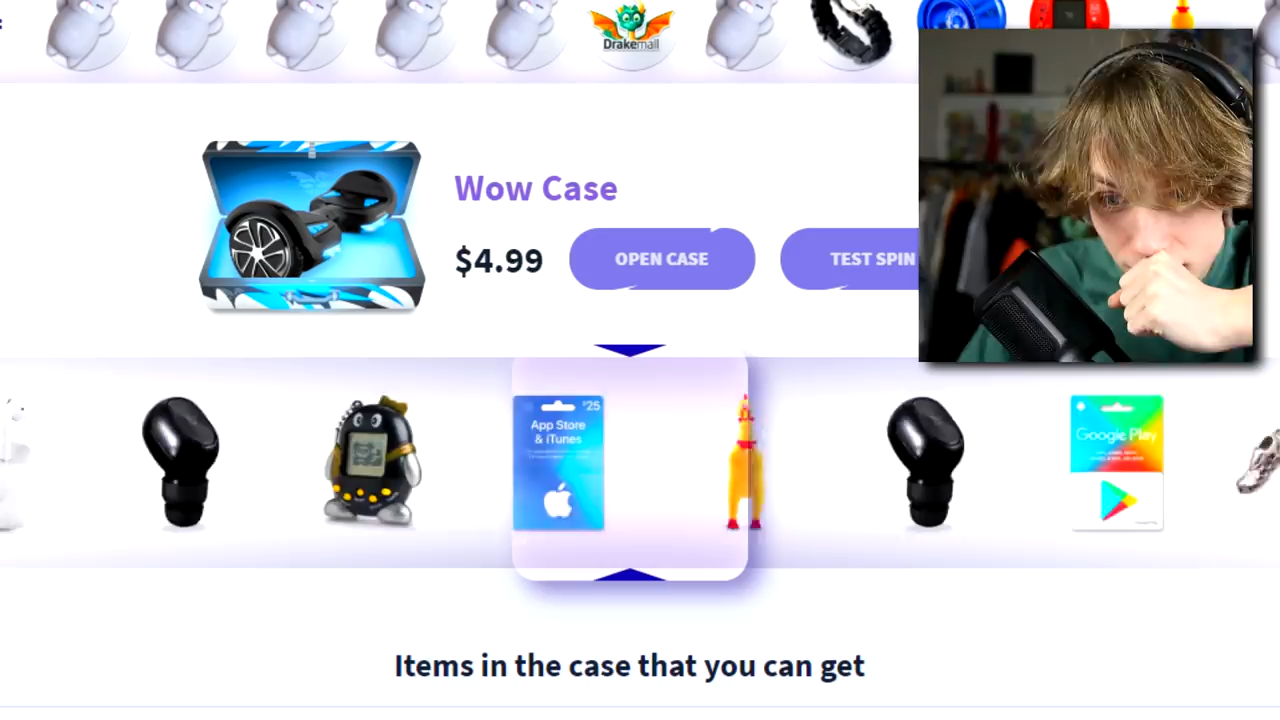 Drakemall
Wow Case
$4.99
OPEN CASE
TEST SPIN
$25
App Store
& iTunes
Google Play
Items in the case that you can get